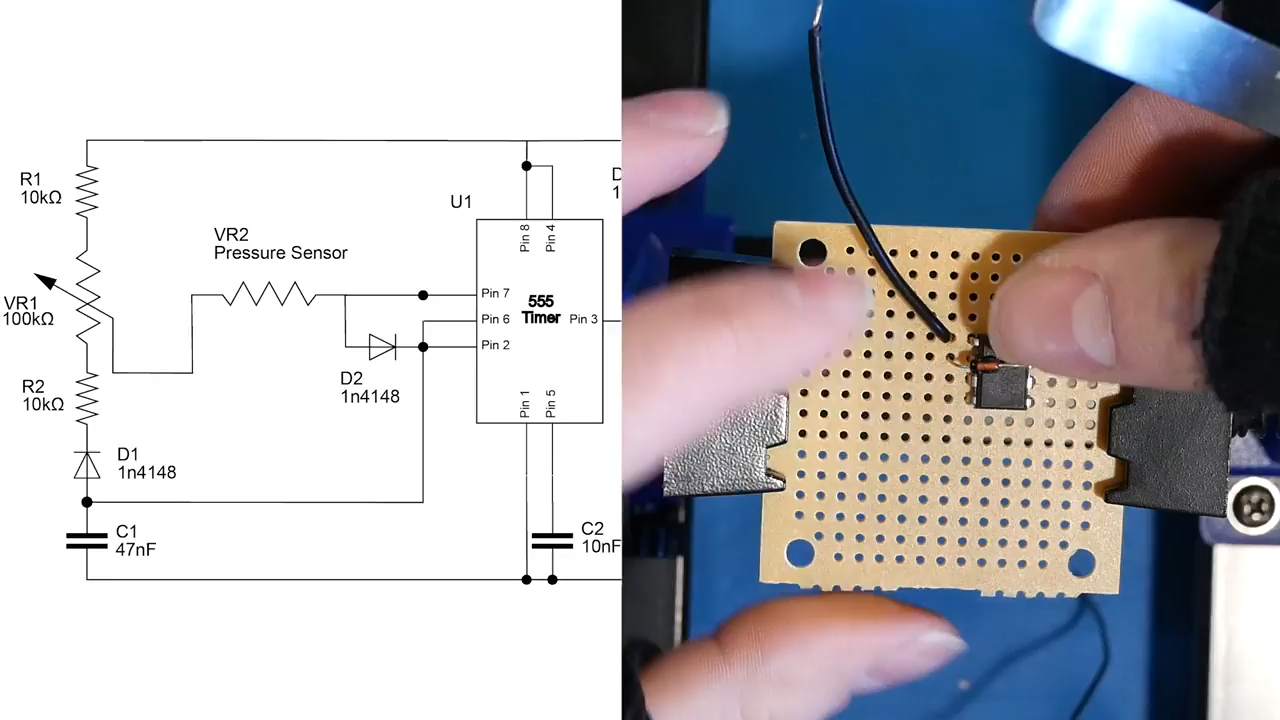 R1
10kΩ
VR1
100kΩ
R2
10kΩ
D1
1n4148
C1
47nF
VR2
Pressure Sensor
D2
1n4148
U1
Pin 8
Pin 4
Pin 7
Pin 6
Pin 2
555
Timer
Pin 3
Pin 1
Pin 5
C2
10nF
D
1